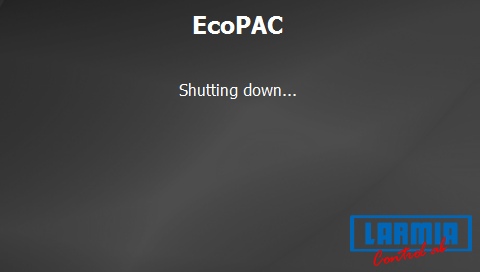 EcoPAC
Shutting down...
LARMIA
Control ab